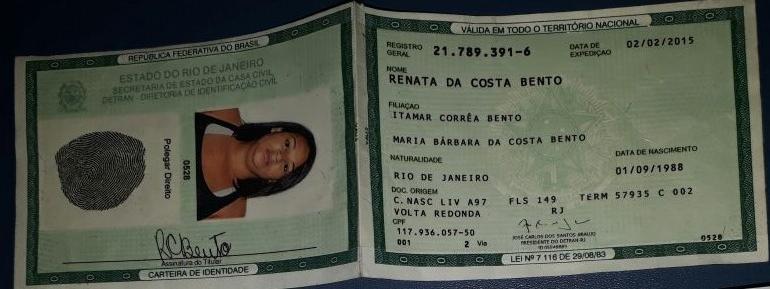 REPÚBLICA FEDERATIVA DO BRASIL
ESTADO DO RIO DE JANEIRO
SECRETARIA DE ESTADO DA CASA CIVIL
DETRAN - DIRETORIA DE IDENTIFICAÇÃO CIVIL
Polegar Direito
0528
RCBento
Assinatura do Titular
CARTEIRA DE IDENTIDADE
VÁLIDA EM TODO O TERRITÓRIO NACIONAL
REGISTRO GERAL 21.789.391-6 DATA DE EXPEDIÇÃO 02/02/2015
NOME
RENATA DA COSTA BENTO
FILIAÇÃO
ITAMAR CORRÊA BENTO
MARIA BÁRBARA DA COSTA BENTO
NATURALIDADE DATA DE NASCIMENTO
RIO DE JANEIRO 01/09/1988
DOC. ORIGEM
C.NASC LIV A97 FLS 149 TERM 57935 C 002
VOLTA REDONDA RJ
CPF
117.936.057-50
001 2 Via
JOSÉ CARLOS DOS SANTOS ARAUJO
PRESIDENTE DO DETRAN-RJ
0528
LEI Nº 7.116 DE 29/08/83